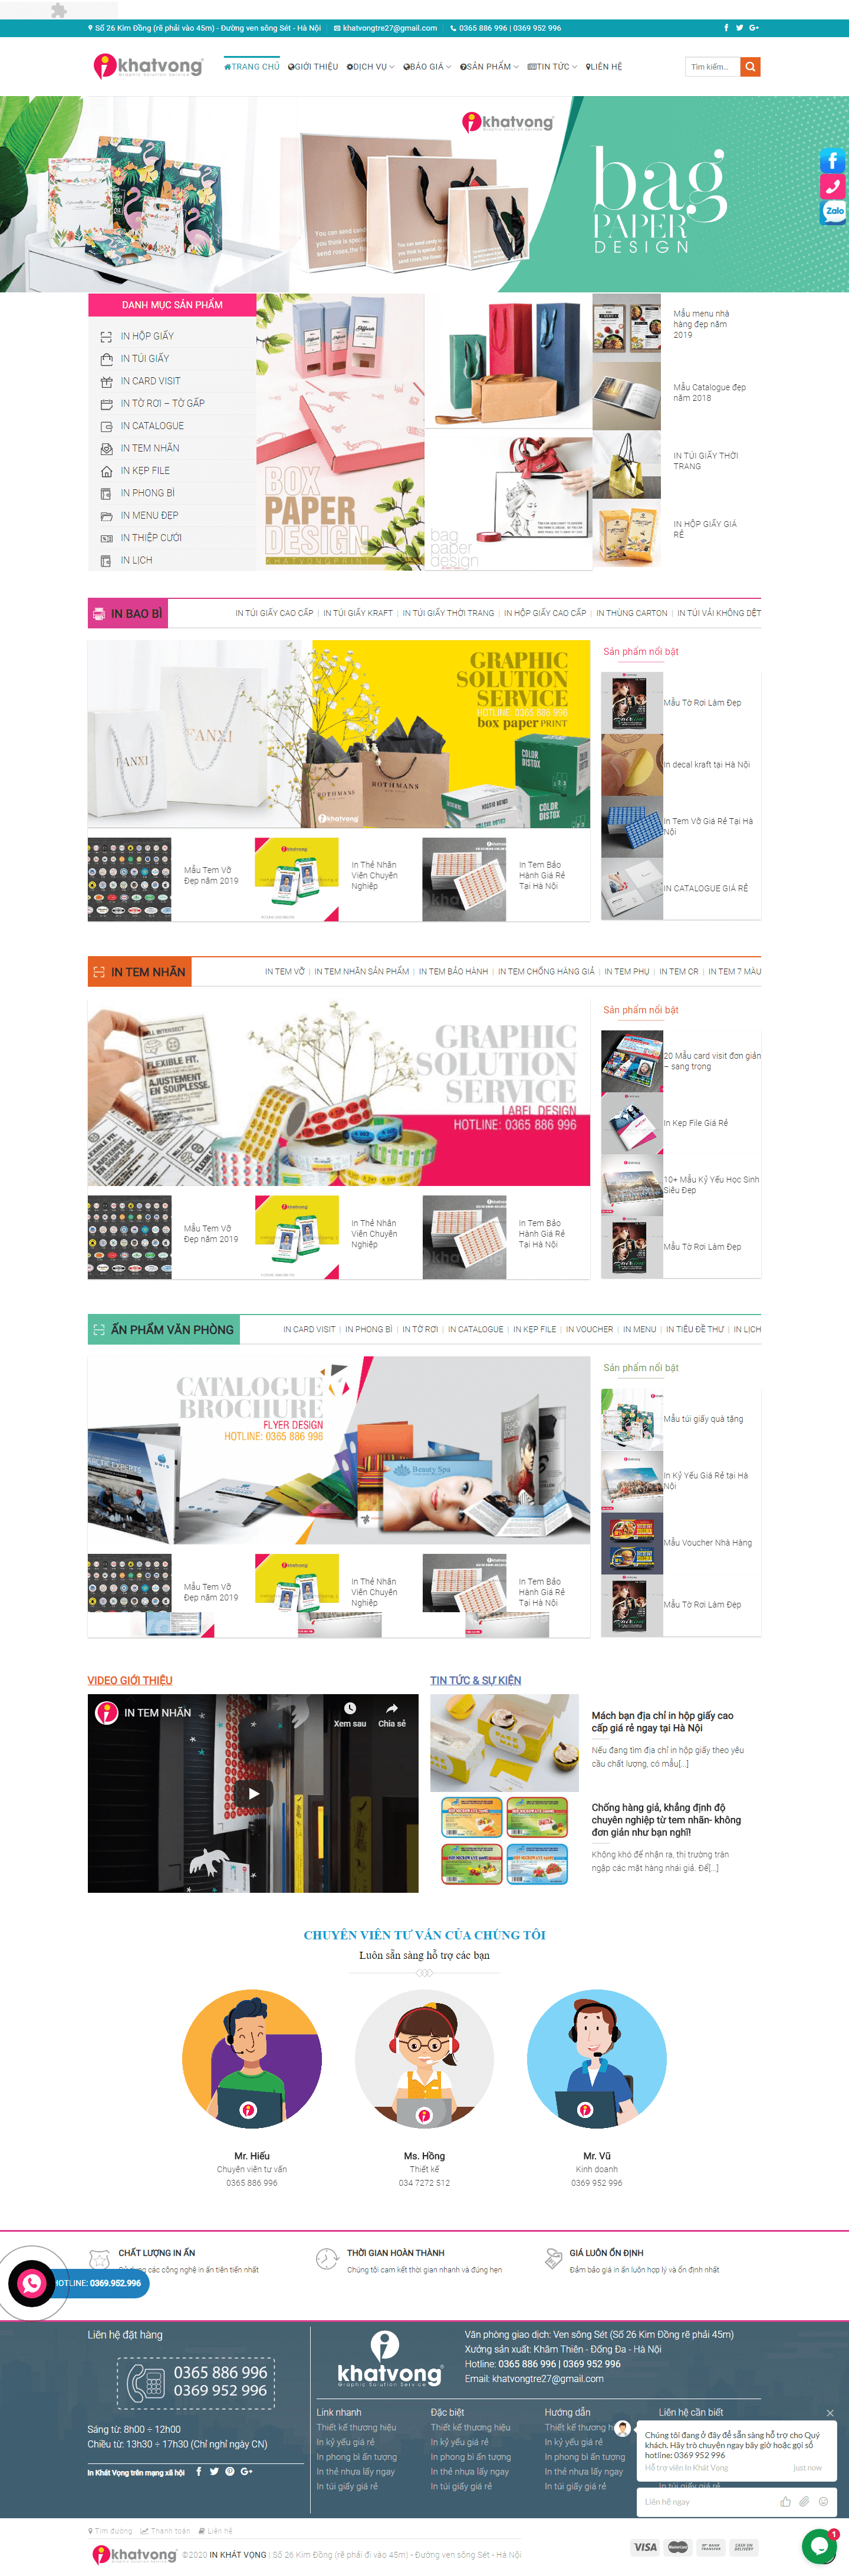 Số 26 Kim Đồng (rẽ phải vào 45m) - Đường ven sông Sét - Hà Nội
khatvongtre27@gmail.com
0365 886 996 | 0369 952 996
khatvong
Graphic Solution Service
TRANG CHỦ
GIỚI THIỆU
DỊCH VỤ
BÁO GIÁ
SẢN PHẨM
TIN TỨC
LIÊN HỆ
Tìm kiếm...
khatvong
bag
PAPER
DESIGN
Zalo
DANH MỤC SẢN PHẨM
IN HỘP GIẤY
IN TÚI GIẤY
IN CARD VISIT
IN TỜ RƠI – TỜ GẤP
IN CATALOGUE
IN TEM NHÃN
IN KẸP FILE
IN PHONG BÌ
IN MENU ĐẸP
IN THIỆP CƯỚI
IN LỊCH
BOX
PAPER
DESIGN
KHATVONGPRINT
bag
paper
design
Mẫu menu nhà
hàng đẹp năm
2019
Mẫu Catalogue đẹp
năm 2018
IN TÚI GIẤY THỜI
TRANG
IN HỘP GIẤY GIÁ
RẺ
IN BAO BÌ
IN TÚI GIẤY CAO CẤP | IN TÚI GIẤY KRAFT | IN TÚI GIẤY THỜI TRANG | IN HỘP GIẤY CAO CẤP | IN THÙNG CARTON | IN TÚI VẢI KHÔNG DỆT
GRAPHIC
SOLUTION
SERVICE
HOTLINE: 0365 886 996
box paper PRINT
FANXI
ROTHMANS
COLOR
DISTOX
khatvong
Sản phẩm nổi bật
Mẫu Tờ Rơi Làm Đẹp
In decal kraft tại Hà Nội
In Tem Vỡ Giá Rẻ Tại Hà
Nội
IN CATALOGUE GIÁ RẺ
Mẫu Tem Vỡ
Đẹp năm 2019
In Thẻ Nhân
Viên Chuyên
Nghiệp
In Tem Bảo
Hành Giá Rẻ
Tại Hà Nội
IN TEM NHÃN
IN TEM VỠ | IN TEM NHÃN SẢN PHẨM | IN TEM BẢO HÀNH | IN TEM CHỐNG HÀNG GIẢ | IN TEM PHỤ | IN TEM CR | IN TEM 7 MÀU
GRAPHIC
SOLUTION
SERVICE
LABEL DESIGN
HOTLINE: 0365 886 996
FLEXIBLE FIT.
AJUSTEMENT
EN SOUPLESSE.
Sản phẩm nổi bật
20 Mẫu card visit đơn giản
– sang trọng
In Kẹp File Giá Rẻ
10+ Mẫu Kỷ Yếu Học Sinh
Siêu Đẹp
Mẫu Tờ Rơi Làm Đẹp
Mẫu Tem Vỡ
Đẹp năm 2019
In Thẻ Nhân
Viên Chuyên
Nghiệp
In Tem Bảo
Hành Giá Rẻ
Tại Hà Nội
ẤN PHẨM VĂN PHÒNG
IN CARD VISIT | IN PHONG BÌ | IN TỜ RƠI | IN CATALOGUE | IN KẸP FILE | IN VOUCHER | IN MENU | IN TIÊU ĐỀ THƯ | IN LỊCH
CATALOGUE
BROCHURE
FLYER DESIGN
HOTLINE: 0365 886 996
ARCTIC EXPERTS
Beauty Spa
Sản phẩm nổi bật
Mẫu túi giấy quà tặng
In Kỷ Yếu Giá Rẻ tại Hà
Nội
Mẫu Voucher Nhà Hàng
Mẫu Tờ Rơi Làm Đẹp
Mẫu Tem Vỡ
Đẹp năm 2019
In Thẻ Nhân
Viên Chuyên
Nghiệp
In Tem Bảo
Hành Giá Rẻ
Tại Hà Nội
VIDEO GIỚI THIỆU
IN TEM NHÃN
Xem sau
Chia sẻ
TIN TỨC & SỰ KIỆN
Mách bạn địa chỉ in hộp giấy cao
cấp giá rẻ ngay tại Hà Nội
Nếu đang tìm địa chỉ in hộp giấy theo yêu
cầu chất lượng, có mẫu[...]
Chống hàng giả, khẳng định độ
chuyên nghiệp từ tem nhãn- không
đơn giản như bạn nghĩ!
Không khó để nhận ra, thị trường tràn
ngập các mặt hàng nhái giả. Để[...]
CHUYÊN VIÊN TƯ VẤN CỦA CHÚNG TÔI
Luôn sẵn sàng hỗ trợ các bạn
Mr. Hiếu
Chuyên viên tư vấn
0365 886 996
Ms. Hồng
Thiết kế
034 7272 512
Mr. Vũ
Kinh doanh
0369 952 996
CHẤT LƯỢNG IN ẤN
các công nghệ in ấn tiên tiến nhất
THỜI GIAN HOÀN THÀNH
Chúng tôi cam kết thời gian nhanh và đúng hẹn
GIÁ LUÔN ỔN ĐỊNH
Đảm bảo giá in ấn luôn hợp lý và ổn định nhất
HOTLINE: 0369.952.996
Liên hệ đặt hàng
0365 886 996
0369 952 996
Sáng từ: 8h00 ÷ 12h00
Chiều từ: 13h30 ÷ 17h30 (Chỉ nghỉ ngày CN)
In Khát Vọng trên mạng xã hội
khatvong
Graphic Solution Service
Văn phòng giao dịch: Ven sông Sét (Số 26 Kim Đồng rẽ phải 45m)
Xưởng sản xuất: Khâm Thiên - Đống Đa - Hà Nội
Hotline: 0365 886 996 | 0369 952 996
Email: khatvongtre27@gmail.com
Link nhanh
Thiết kế thương hiệu
In kỷ yếu giá rẻ
In phong bì ấn tượng
In thẻ nhựa lấy ngay
In túi giấy giá rẻ
Đặc biệt
Thiết kế thương hiệu
In kỷ yếu giá rẻ
In phong bì ấn tượng
In thẻ nhựa lấy ngay
In túi giấy giá rẻ
Hướng dẫn
Thiết kế thương h
In kỷ yếu giá rẻ
In phong bì ấn tượng
In thẻ nhựa lấy ngay
In túi giấy giá rẻ
Liên hệ cần biết
In túi giấy giá rẻ
Chúng tôi đang ở đây để sẵn sàng hỗ trợ cho Quý
khách. Hãy trò chuyện ngay bây giờ hoặc gọi số
hotline: 0369 952 996
Hỗ trợ viên In Khát Vọng
just now
Liên hệ ngay
1
Tìm đường
Thanh toán
Liên hệ
khatvong
Graphic Solution Service
©2020 IN KHÁT VỌNG | Số 26 Kim Đồng (rẽ phải đi vào 45m) - Đường ven sông Sét - Hà Nội
VISA
MasterCard
BANK
TRANSFER
CASH ON
DELIVERY